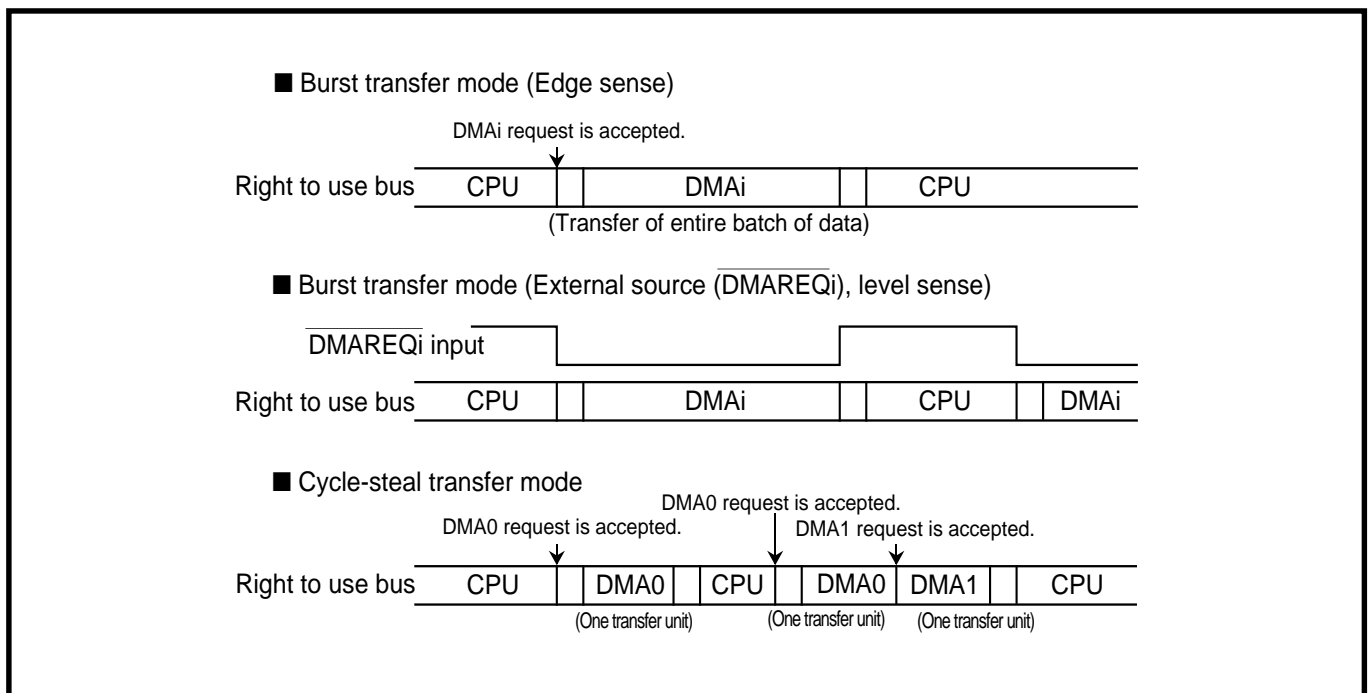 ■ Burst transfer mode (Edge sense)
DMAi request is accepted.
Right to use bus CPU DMAi CPU
(Transfer of entire batch of data)
■ Burst transfer mode (External source (DMAREQi), level sense)
DMAREQi input
Right to use bus CPU DMAi CPU DMAi
■ Cycle-steal transfer mode
DMA0 request is accepted.
DMA0 request is accepted. DMA1 request is accepted.
Right to use bus CPU DMA0 CPU DMA0 DMA1 CPU
(One transfer unit) (One transfer unit) (One transfer unit)